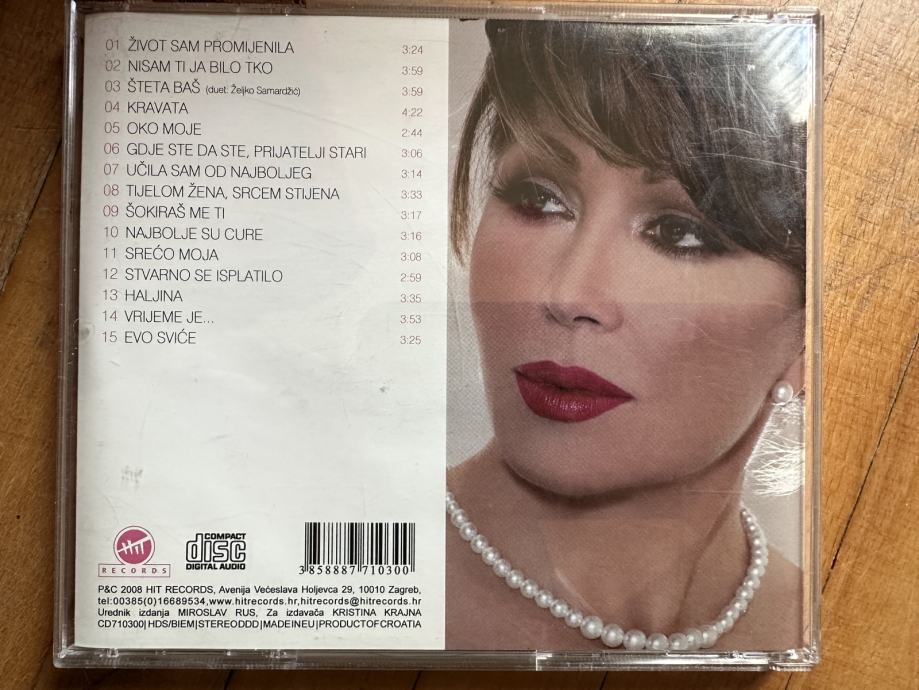 01 ŽIVOT SAM PROMIJENILA 3:24
02 NISAM TI JA BILO TKO 3:59
03 ŠTETA BAŠ (duet: Željko Samardžić) 3:59
04 KRAVATA 4:22
05 OKO MOJE 2:44
06 GDJE STE DA STE, PRIJATELJI STARI 3:06
07 UČILA SAM OD NAJBOLJEG 3:14
08 TIJELOM ŽENA, SRCEM STIJENA 3:33
09 ŠOKIRAŠ ME TI 3:17
10 NAJBOLJE SU CURE 3:16
11 SREĆO MOJA 3:08
12 STVARNO SE ISPLATILO 2:59
13 HALJINA 3:35
14 VRIJEME JE... 3:53
15 EVO SVIĆE 3:25
HIT
RECORDS
COMPACT
disc
DIGITAL AUDIO
3 858887 710300
P&C 2008 HIT RECORDS, Avenija Većeslava Holjevca 29, 10010 Zagreb,
tel:00385(0)16689534,www.hitrecords.hr,hitrecords@hitrecords.hr
Urednik izdanja MIROSLAV RUS, Za izdavača KRISTINA KRAJNA
CD710300|HDS/BIEM|STEREODDD|MADEINEU|PRODUCTOFCROATIA